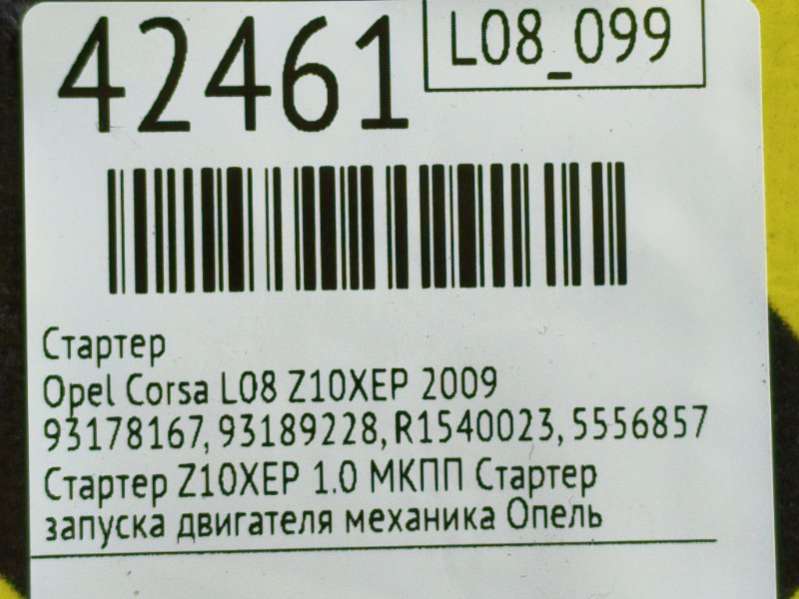 42461
L08_099
Стартер
Opel Corsa L08 Z10XEP 2009
93178167, 93189228, R1540023, 5556857
Стартер Z10XEP 1.0 МКПП Стартер
запуска двигателя механика Опель